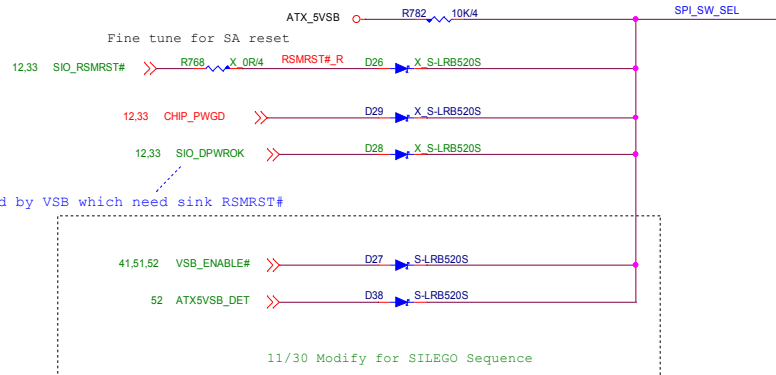 ATX_5VSB R782 10K/4 SPI_SW_SEL
Fine tune for SA reset
12,33 SIO_RSMRST# R768 X_0R/4 RSMRST#_R D26 X_S-LRB520S
12,33 CHIP_PWGD D29 X_S-LRB520S
12,33 SIO_DPWROK D28 X_S-LRB520S
d by VSB which need sink RSMRST#
41,51,52 VSB_ENABLE# D27 S-LRB520S
52 ATX5VSB_DET D38 S-LRB520S
11/30 Modify for SILEGO Sequence